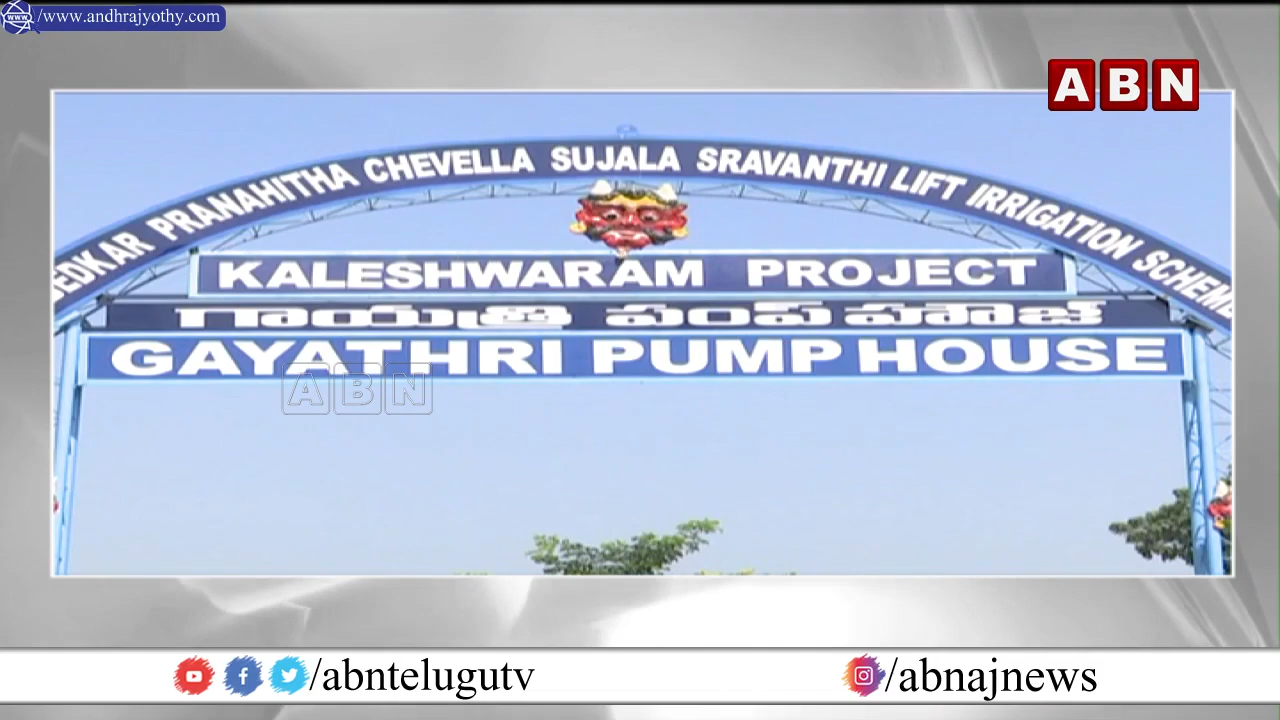 /www.andhrajyothy.com
ABN
PRANAHITHA CHEVELLA SUJALA SRAVANTHI LIFT IRRIGATION SCHEME
KALESHWARAM PROJECT
గాయత్రి పంప్ హౌజ్
GAYATHRI PUMP HOUSE
ABN
/abntelugutv
/abnajnews